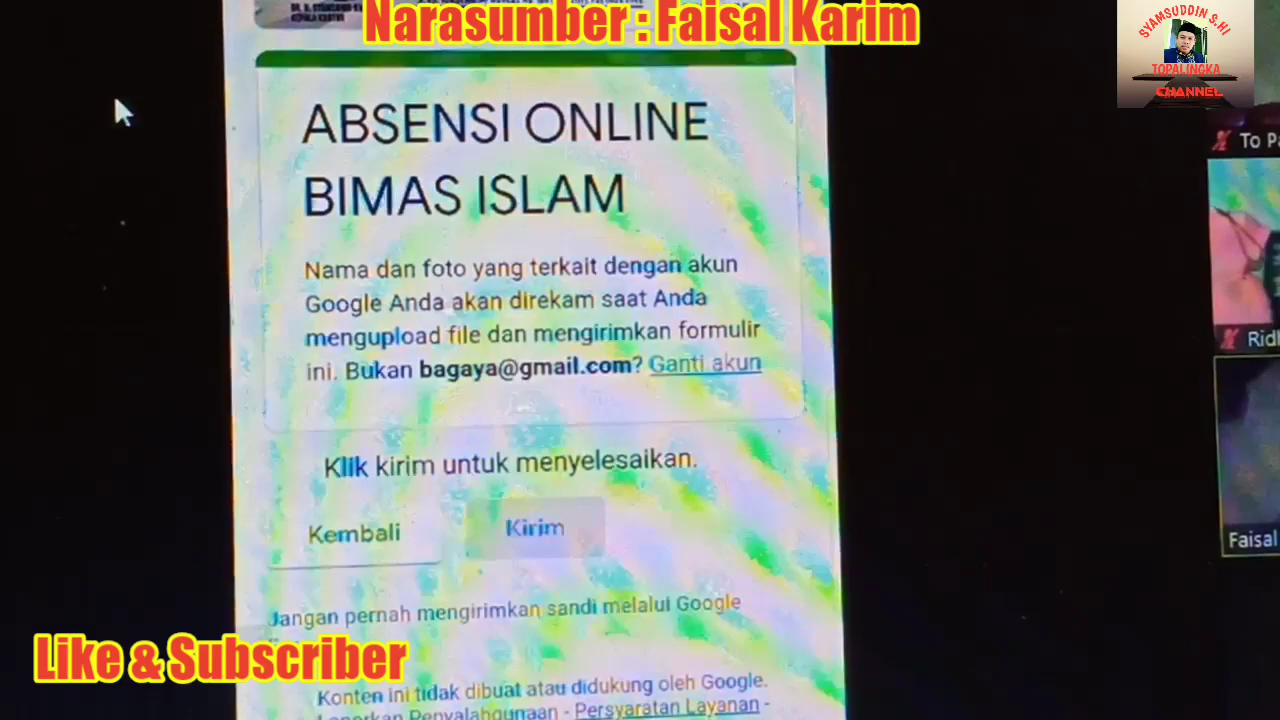 Narasumber : Faisal Karim
SYAMSUDDIN S.HI
TOPALINGKA
CHANNEL
ABSENSI ONLINE
BIMAS ISLAM
Nama dan foto yang terkait dengan akun
Google Anda akan direkam saat Anda
mengupload file dan mengirimkan formulir
ini. Bukan bagaya@gmail.com? Ganti akun
Klik kirim untuk menyelesaikan.
Kembali
Kirim
Jangan pernah mengirimkan sandi melalui Google
Konten ini tidak dibuat atau didukung oleh Google.
Laporkan Penyalahgunaan - Persyaratan Layanan -
To Pa
Ridh
Faisal
Like & Subscriber